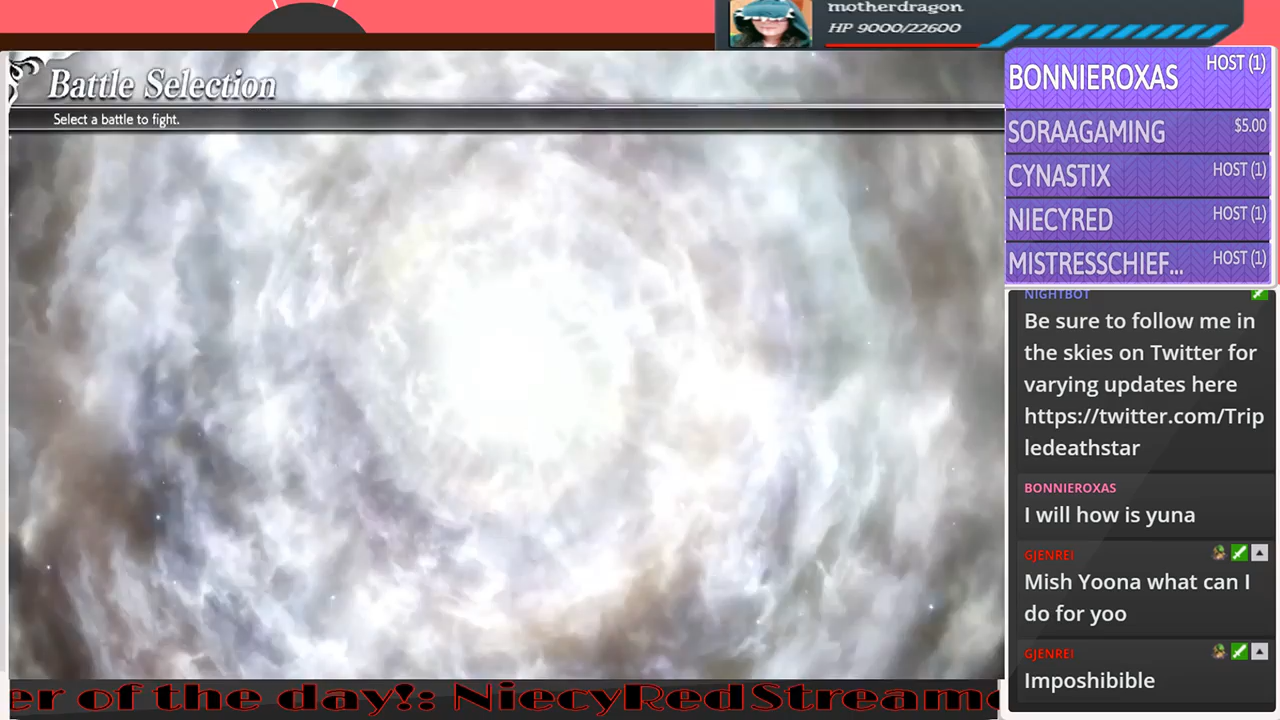 motherdragon
HP 9000/22600
Battle Selection
Select a battle to fight.
BONNIEROXAS HOST (1)
SORAAGAMING $5.00
CYNASTIX HOST (1)
NIECYRED HOST (1)
MISTRESSCHIEF... HOST (1)
NIGHTBOT
Be sure to follow me in
the skies on Twitter for
varying updates here
https://twitter.com/Trip
ledeathstar
BONNIEROXAS
I will how is yuna
GJENREI
Mish Yoona what can I
do for yoo
GJENREI
Imposhibible
er of the day!: NiecyRedStream